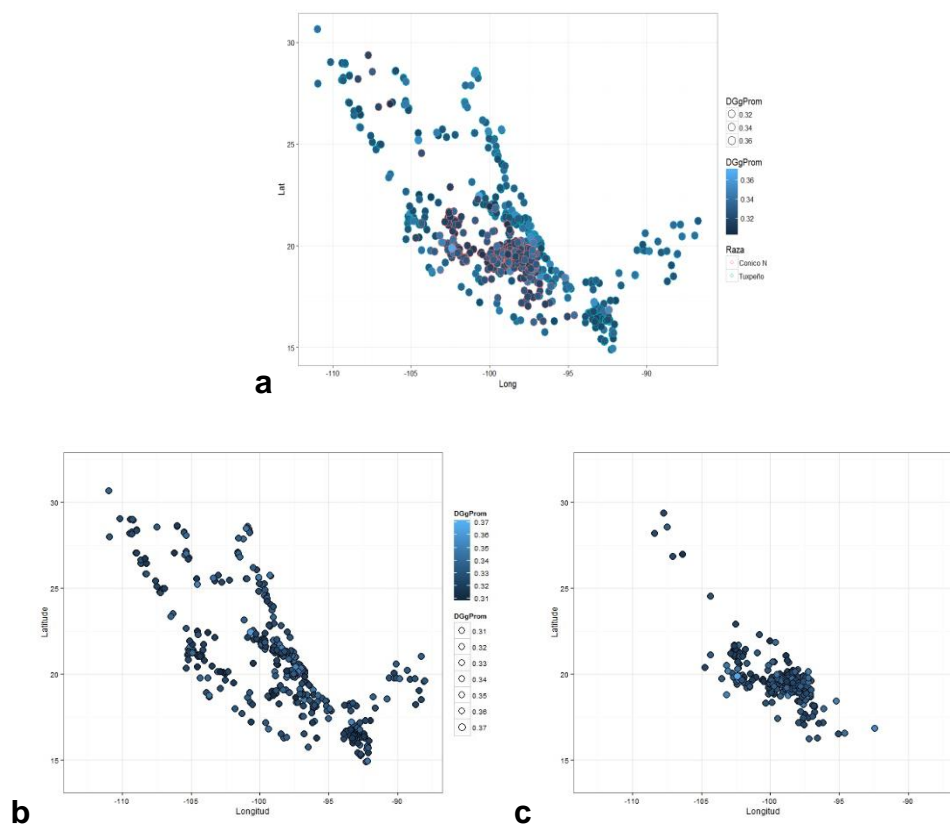 30
25
20
15
Lat
-110
-105
-100
-95
-90
Long
DGgProm
0.32
0.34
0.36
DGgProm
0.36
0.34
0.32
Raza
Conico N
Tuxpeño
a
30
25
20
15
Latitude
-110
-105
-100
-95
-90
Longitud
DGgProm
0.37
0.36
0.35
0.34
0.33
0.32
0.31
DGgProm
0.31
0.32
0.33
0.34
0.35
0.36
0.37
b
30
25
20
15
Latitude
-110
-105
-100
-95
-90
Longitud
c